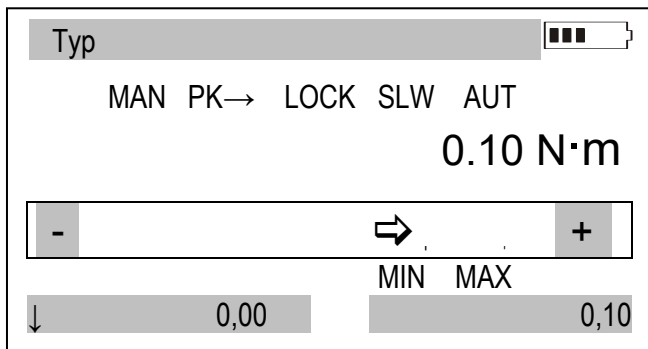 Typ
MAN PK→ LOCK SLW AUT
0.10 N·m
- ⇨ +
MIN MAX
↓ 0,00 0,10